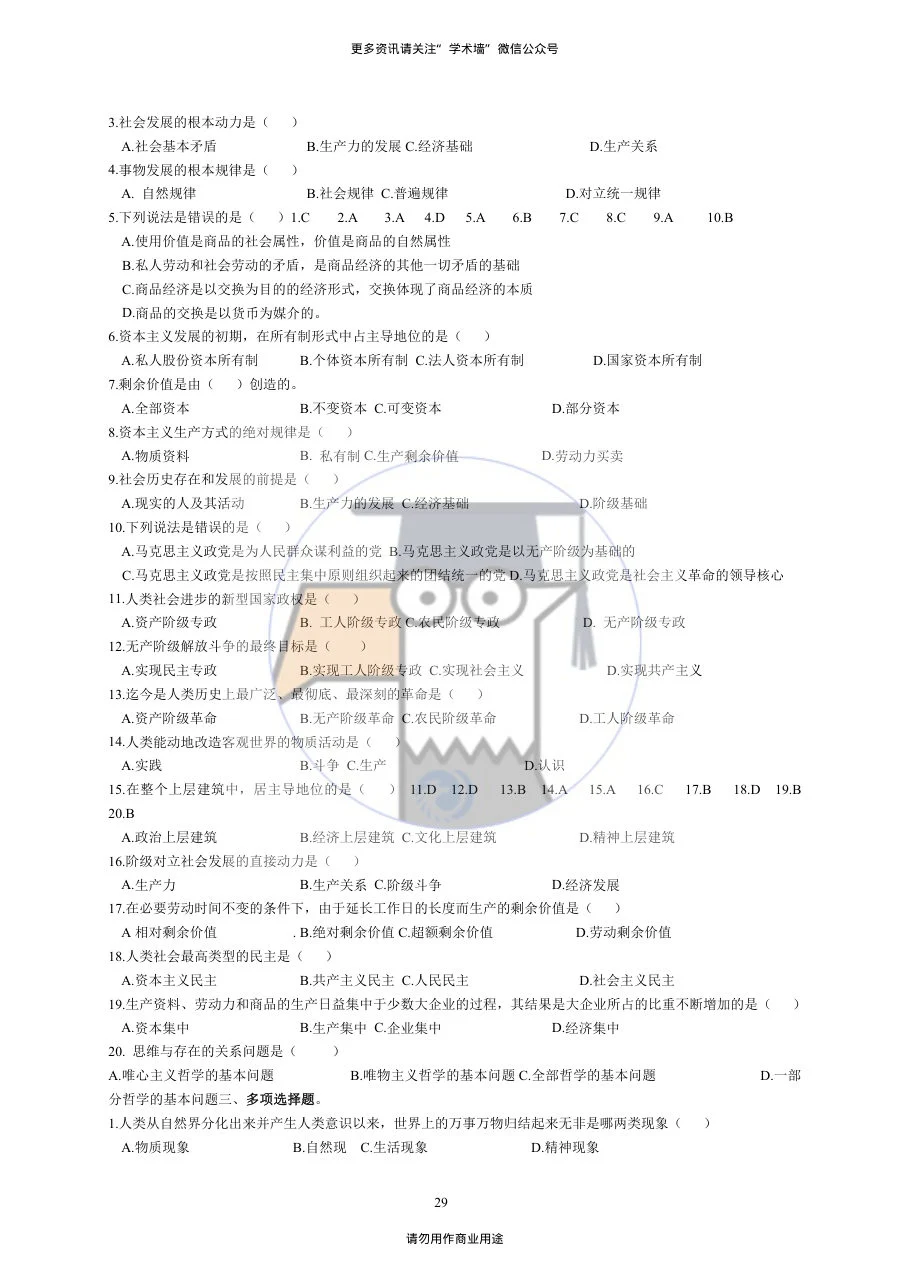 更多资讯请关注“学术墙”微信公众号
3.社会发展的根本动力是（ ）
A.社会基本矛盾 B.生产力的发展 C.经济基础 D.生产关系
4.事物发展的根本规律是（ ）
A. 自然规律 B.社会规律 C.普遍规律 D.对立统一规律
5.下列说法是错误的是（ ）1.C 2.A 3.A 4.D 5.A 6.B 7.C 8.C 9.A 10.B
A.使用价值是商品的社会属性，价值是商品的自然属性
B.私人劳动和社会劳动的矛盾，是商品经济的其他一切矛盾的基础
C.商品经济是以交换为目的的经济形式，交换体现了商品经济的本质
D.商品的交换是以货币为媒介的。
6.资本主义发展的初期，在所有制形式中占主导地位的是（ ）
A.私人股份资本所有制 B.个体资本所有制 C.法人资本所有制 D.国家资本所有制
7.剩余价值是由（ ）创造的。
A.全部资本 B.不变资本 C.可变资本 D.部分资本
8.资本主义生产方式的绝对规律是（ ）
A.物质资料 B. 私有制 C.生产剩余价值 D.劳动力买卖
9.社会历史存在和发展的前提是（ ）
A.现实的人及其活动 B.生产力的发展 C.经济基础 D.阶级基础
10.下列说法是错误的是（ ）
A.马克思主义政党是为人民群众谋利益的党 B.马克思主义政党是以无产阶级为基础的
C.马克思主义政党是按照民主集中原则组织起来的团结统一的党 D.马克思主义政党是社会主义革命的领导核心
11.人类社会进步的新型国家政权是（ ）
A.资产阶级专政 B. 工人阶级专政 C.农民阶级专政 D. 无产阶级专政
12.无产阶级解放斗争的最终目标是（ ）
A.实现民主专政 B.实现工人阶级专政 C.实现社会主义 D.实现共产主义
13.迄今是人类历史上最广泛、最彻底、最深刻的革命是（ ）
A.资产阶级革命 B.无产阶级革命 C.农民阶级革命 D.工人阶级革命
14.人类能动地改造客观世界的物质活动是（ ）
A.实践 B.斗争 C.生产 D.认识
15.在整个上层建筑中，居主导地位的是（ ） 11.D 12.D 13.B 14.A 15.A 16.C 17.B 18.D 19.B
20.B
A.政治上层建筑 B.经济上层建筑 C.文化上层建筑 D.精神上层建筑
16.阶级对立社会发展的直接动力是（ ）
A.生产力 B.生产关系 C.阶级斗争 D.经济发展
17.在必要劳动时间不变的条件下，由于延长工作日的长度而生产的剩余价值是（ ）
A 相对剩余价值 . B.绝对剩余价值 C.超额剩余价值 D.劳动剩余价值
18.人类社会最高类型的民主是（ ）
A.资本主义民主 B.共产主义民主 C.人民民主 D.社会主义民主
19.生产资料、劳动力和商品的生产日益集中于少数大企业的过程，其结果是大企业所占的比重不断增加的是（ ）
A.资本集中 B.生产集中 C.企业集中 D.经济集中
20. 思维与存在的关系问题是（ ）
A.唯心主义哲学的基本问题 B.唯物主义哲学的基本问题 C.全部哲学的基本问题 D.一部
分哲学的基本问题三、多项选择题。
1.人类从自然界分化出来并产生人类意识以来，世界上的万事万物归结起来无非是哪两类现象（ ）
A.物质现象 B.自然现 C.生活现象 D.精神现象
29
请勿用作商业用途